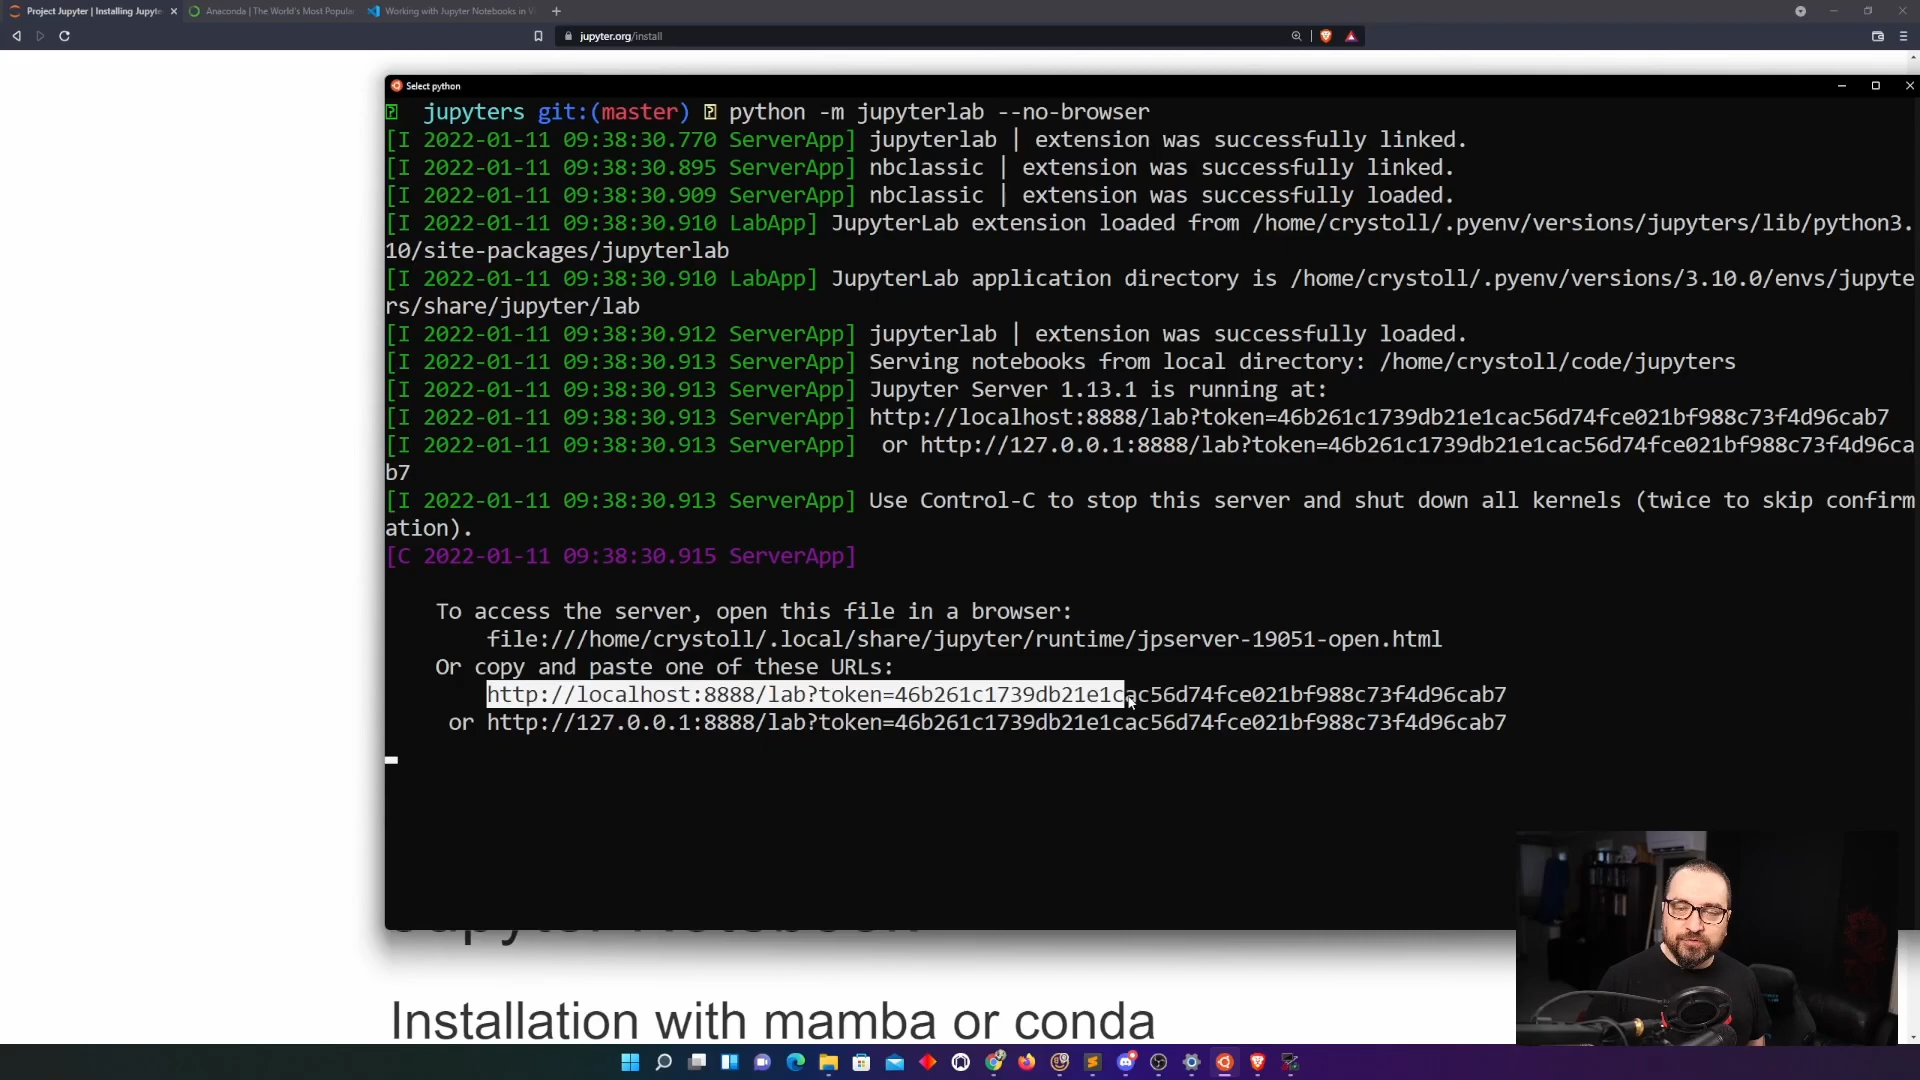 Project Jupyter | Installing Jupyte
Anaconda | The World's Most Popula
Working with Jupyter Notebooks in V
jupyter.org/install
Select python
jupyters git:(master) python -m jupyterlab --no-browser
[I 2022-01-11 09:38:30.770 ServerApp] jupyterlab | extension was successfully linked.
[I 2022-01-11 09:38:30.895 ServerApp] nbclassic | extension was successfully linked.
[I 2022-01-11 09:38:30.909 ServerApp] nbclassic | extension was successfully loaded.
[I 2022-01-11 09:38:30.910 LabApp] JupyterLab extension loaded from /home/crystoll/.pyenv/versions/jupyters/lib/python3.
10/site-packages/jupyterlab
[I 2022-01-11 09:38:30.910 LabApp] JupyterLab application directory is /home/crystoll/.pyenv/versions/3.10.0/envs/jupyte
rs/share/jupyter/lab
[I 2022-01-11 09:38:30.912 ServerApp] jupyterlab | extension was successfully loaded.
[I 2022-01-11 09:38:30.913 ServerApp] Serving notebooks from local directory: /home/crystoll/code/jupyters
[I 2022-01-11 09:38:30.913 ServerApp] Jupyter Server 1.13.1 is running at:
[I 2022-01-11 09:38:30.913 ServerApp] http://localhost:8888/lab?token=46b261c1739db21e1cac56d74fce021bf988c73f4d96cab7
[I 2022-01-11 09:38:30.913 ServerApp]  or http://127.0.0.1:8888/lab?token=46b261c1739db21e1cac56d74fce021bf988c73f4d96ca
b7
[I 2022-01-11 09:38:30.913 ServerApp] Use Control-C to stop this server and shut down all kernels (twice to skip confirm
ation).
[C 2022-01-11 09:38:30.915 ServerApp]
To access the server, open this file in a browser:
file:///home/crystoll/.local/share/jupyter/runtime/jpserver-19051-open.html
Or copy and paste one of these URLs:
http://localhost:8888/lab?token=46b261c1739db21e1cac56d74fce021bf988c73f4d96cab7
or http://127.0.0.1:8888/lab?token=46b261c1739db21e1cac56d74fce021bf988c73f4d96cab7
Jupyter Notebook
Installation with mamba or conda